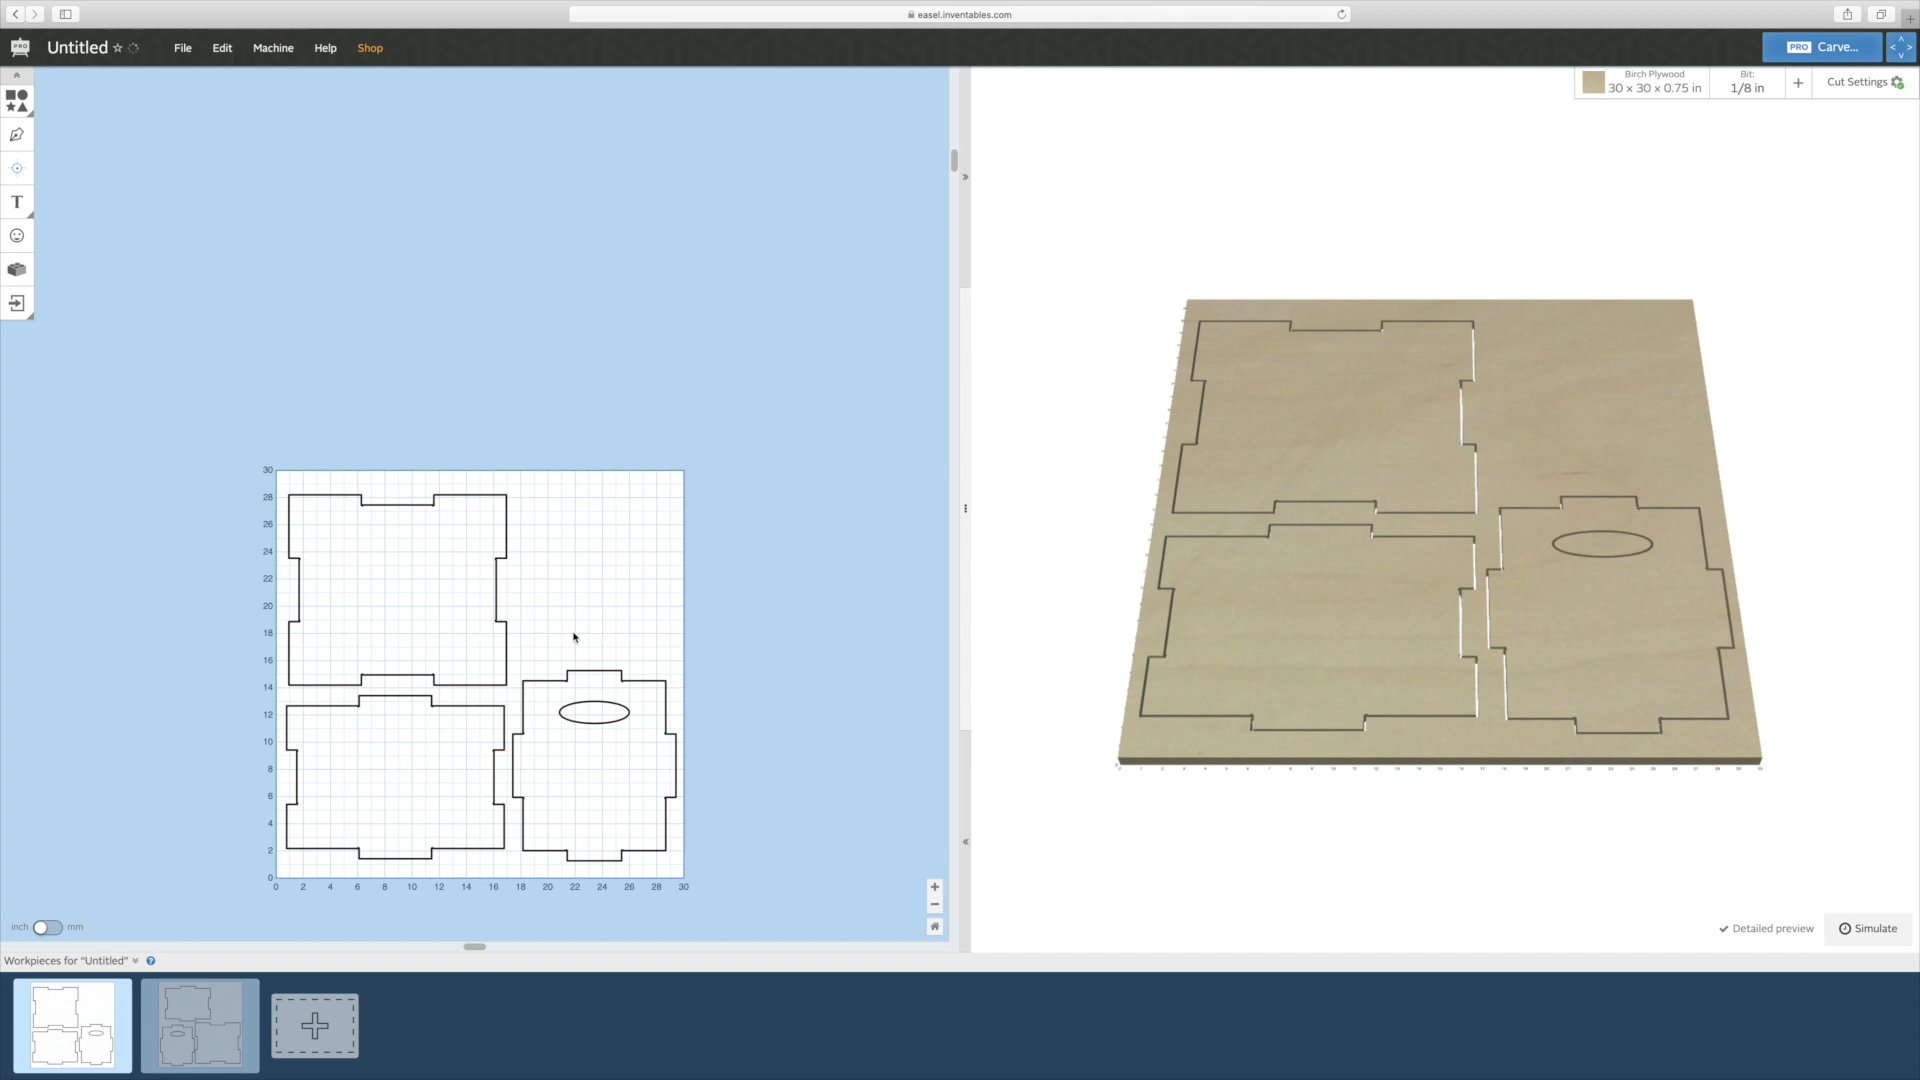 easel.inventables.com
PRO
Untitled
File
Edit
Machine
Help
Shop
PRO Carve...
Birch Plywood
30 × 30 × 0.75 in
Bit:
1/8 in
Cut Settings
T
30
28
26
24
22
20
18
16
14
12
10
8
6
4
2
0
0 2 4 6 8 10 12 14 16 18 20 22 24 26 28 30
inch
mm
Detailed preview
Simulate
Workpieces for "Untitled"